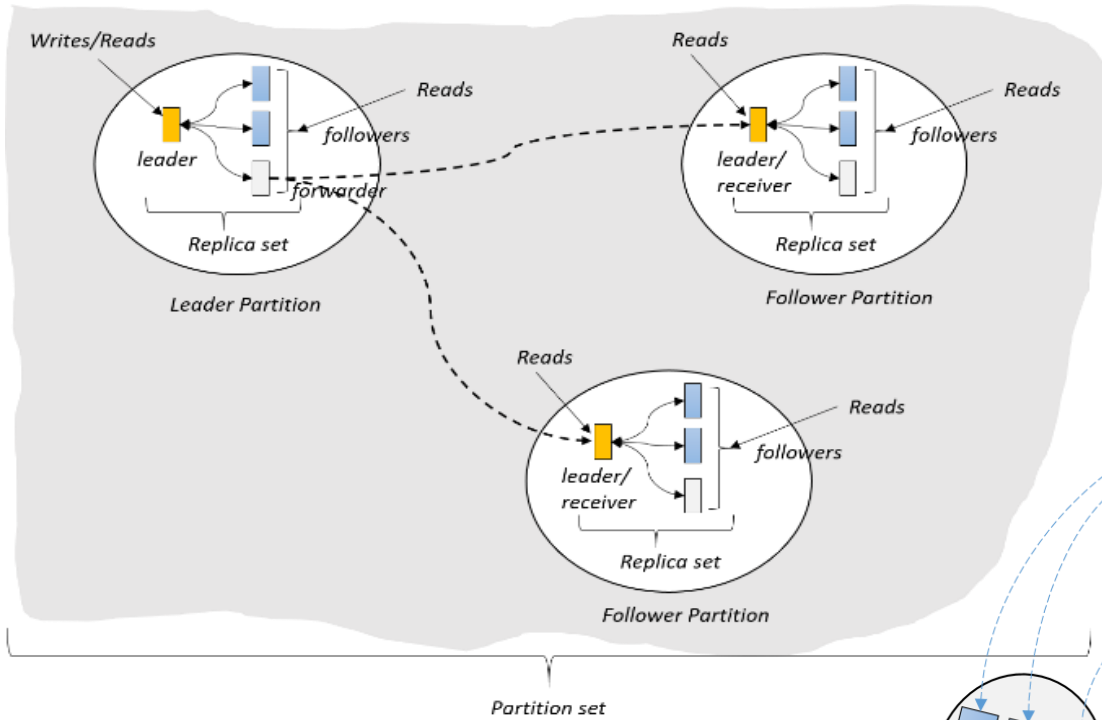 Writes/Reads
Reads
leader
followers
forwarder
Replica set
Leader Partition
Reads
Reads
leader/
receiver
followers
Replica set
Follower Partition
Reads
Reads
leader/
receiver
followers
Replica set
Follower Partition
Partition set